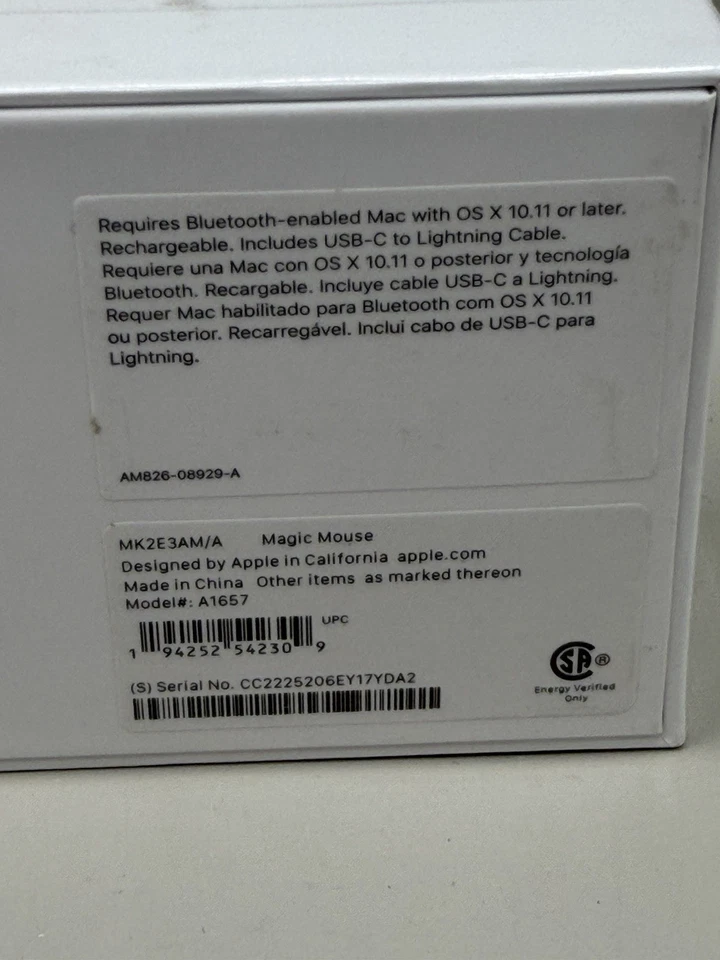 Requires Bluetooth-enabled Mac with OS X 10.11 or later.
Rechargeable. Includes USB-C to Lightning Cable.
Requiere una Mac con OS X 10.11 o posterior y tecnología
Bluetooth. Recargable. Incluye cable USB-C a Lightning.
Requer Mac habilitado para Bluetooth com OS X 10.11
ou posterior. Recarregável. Inclui cabo de USB-C para
Lightning.
AM826-08929-A
MK2E3AM/A Magic Mouse
Designed by Apple in California apple.com
Made in China Other items as marked thereon
Model#: A1657
UPC
1 94252 54230 9
(S) Serial No. CC2225206EY17YDA2
SA ®
Energy Verified
Only